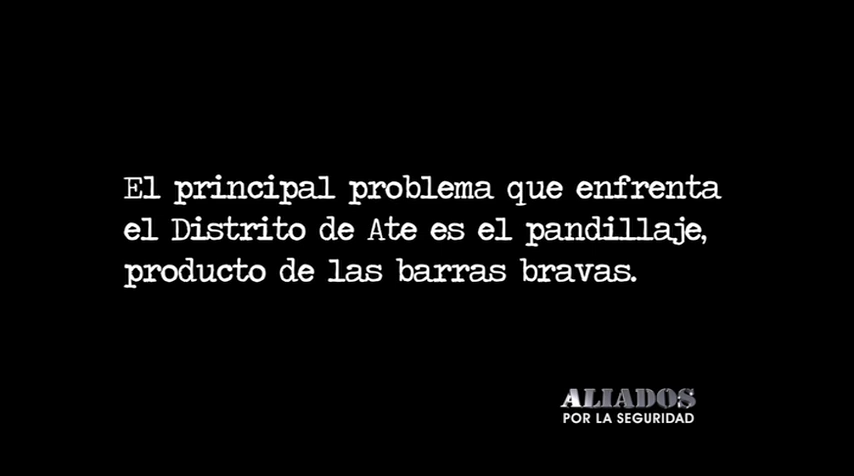 El principal problema que enfrenta
el Distrito de Ate es el pandillaje,
producto de las barras bravas.
ALIADOS
POR LA SEGURIDAD